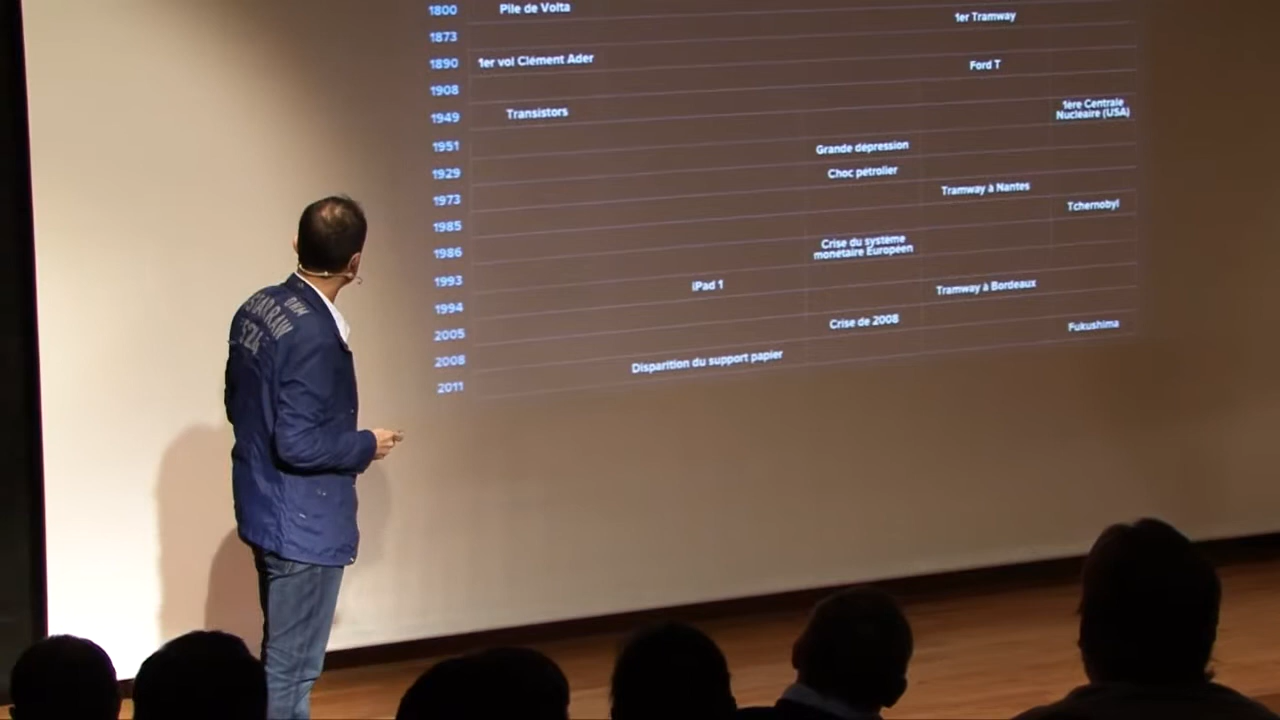 1800 Pile de Volta
1er Tramway
1873
1890 1er vol Clément Ader
Ford T
1908
1949 Transistors
1ère Centrale
Nucléaire (USA)
1951
Grande dépression
1929
Choc pétrolier
1973
Tramway à Nantes
1985
Tchernobyl
1986
Crise du système
monétaire Européen
1993
iPad 1
Tramway à Bordeaux
1994
2005
Crise de 2008
Fukushima
2008
Disparition du support papier
2011